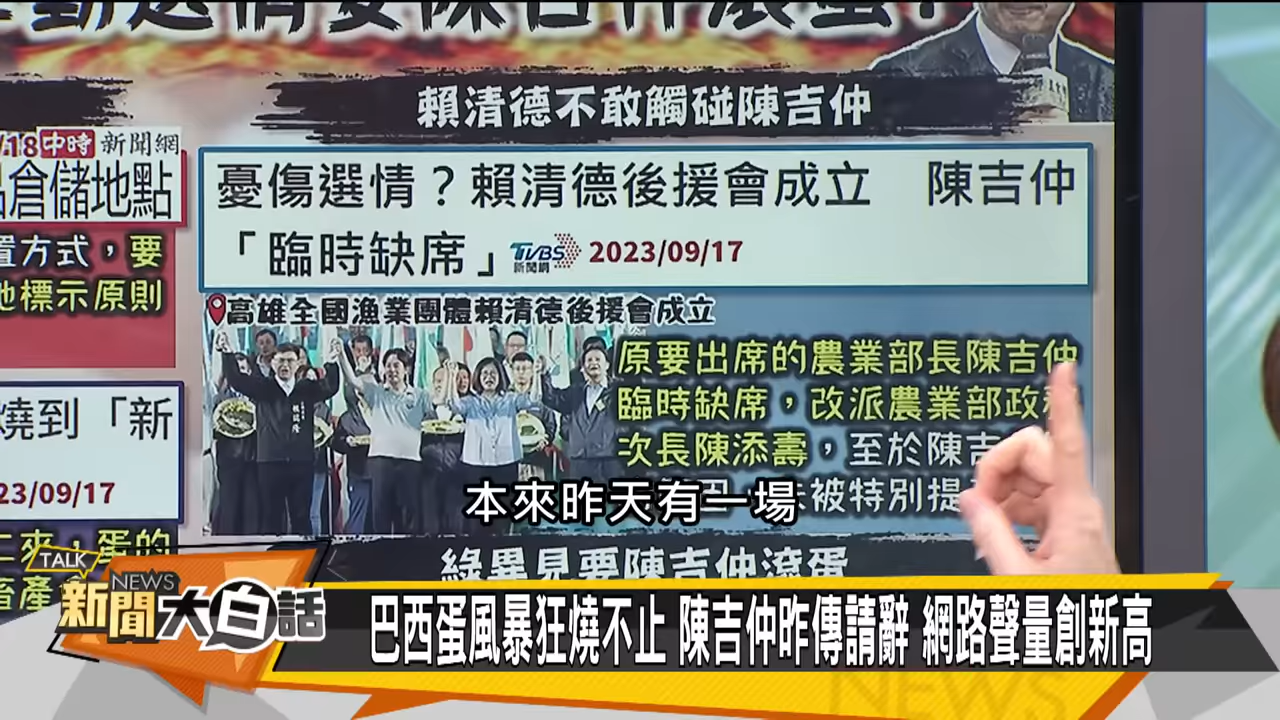 賴清德不敢觸碰陳吉仲
/18 中時 新聞網
倉儲地點
置方式，要
標示原則
憂傷選情？賴清德後援會成立 陳吉仲
「臨時缺席」 TVBS 新聞網 2023/09/17
高雄全國漁業團體賴清德後援會成立
原要出席的農業部長陳吉仲
臨時缺席，改派農業部政
次長陳添壽，至於陳吉
被特別提
燒到「新
23/09/17
本來昨天有一場
綠營異見要陳吉仲滾蛋
TALK
NEWS
新聞大白話
巴西蛋風暴狂燒不止 陳吉仲昨傳請辭 網路聲量創新高
NEWS